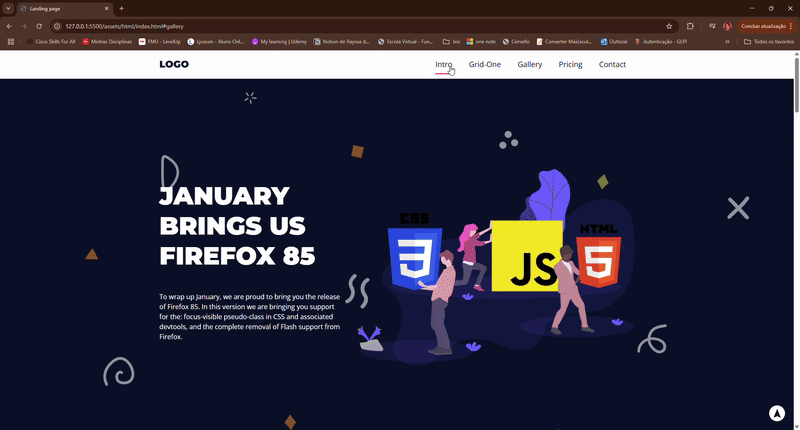 Landing page
127.0.0.1:5500/assets/html/index.html#gallery
Concluir atualização
Cisco Skills For All
Minhas Disciplinas
FMU - LevelUp
Lyceum - Aluno Onl...
My learning | Udemy
Notion de Rayssa d...
Escola Virtual - Fun...
bio
one note
Cervello
Converter Maiúscul...
Outlook
Autenticação - GLPI
Todos os favoritos
LOGO
Intro
Grid-One
Gallery
Pricing
Contact
JANUARY
BRINGS US
FIREFOX 85
To wrap up January, we are proud to bring you the release
of Firefox 85. In this version we are bringing you support
for the: focus-visible pseudo-class in CSS and associated
devtools, and the complete removal of Flash support from
Firefox.
CSS
3
JS
HTML
5